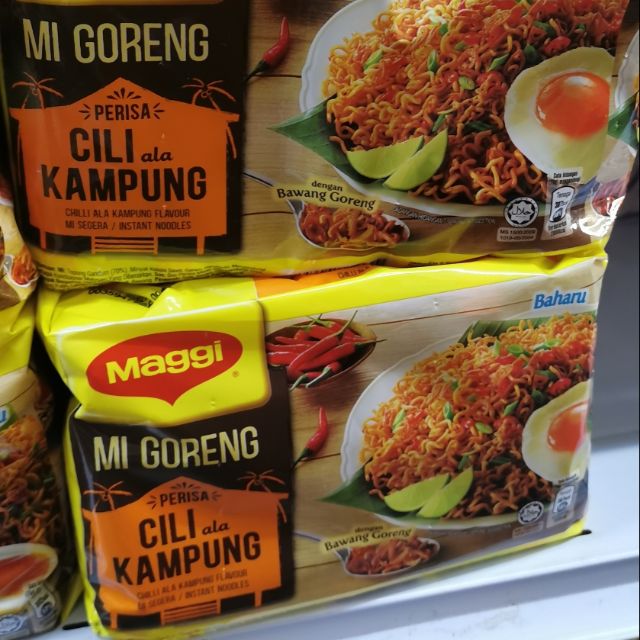 MI GORENG
PERISA
CILI ala
KAMPUNG
CHILLI ALA KAMPUNG FLAVOUR
MI SEGERA / INSTANT NOODLES
dengan
Bawang Goreng
Baharu
Maggi
MI GORENG
PERISA
CILI ala
KAMPUNG
CHILLI ALA KAMPUNG FLAVOUR
MI SEGERA / INSTANT NOODLES
dengan
Bawang Goreng